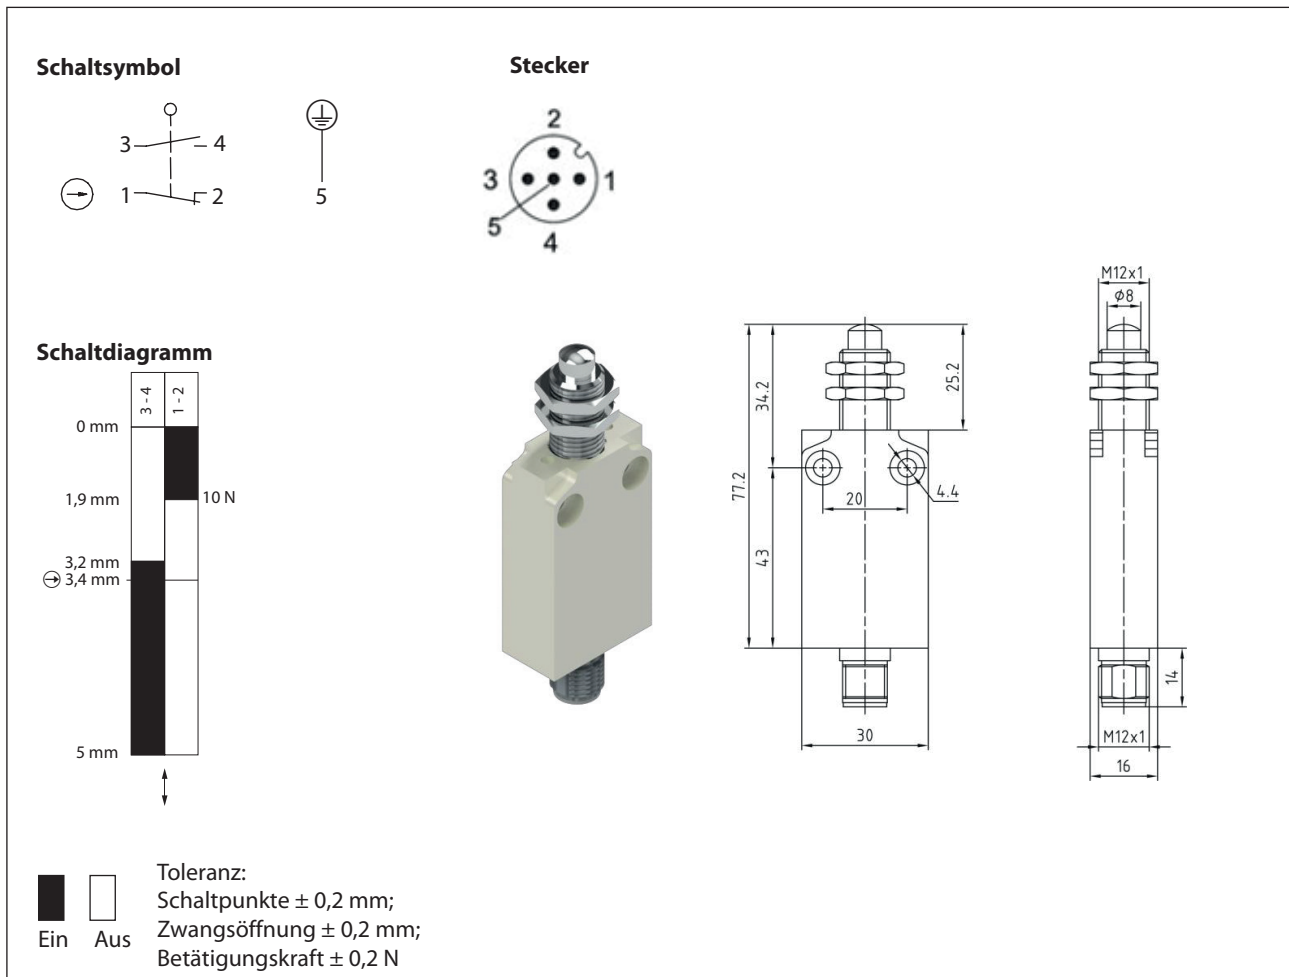 Schaltsymbol
3 4
1 2
5
Stecker
2
3 1
5
4
Schaltdiagramm
3 - 4
1 - 2
0 mm
1,9 mm
10 N
3,2 mm
3,4 mm
5 mm
M12x1
ϕ8
34.2
25.2
77.2
20
4.4
43
14
30
M12x1
16
Ein Aus
Toleranz:
Schaltpunkte ± 0,2 mm;
Zwangsöffnung ± 0,2 mm;
Betätigungskraft ± 0,2 N